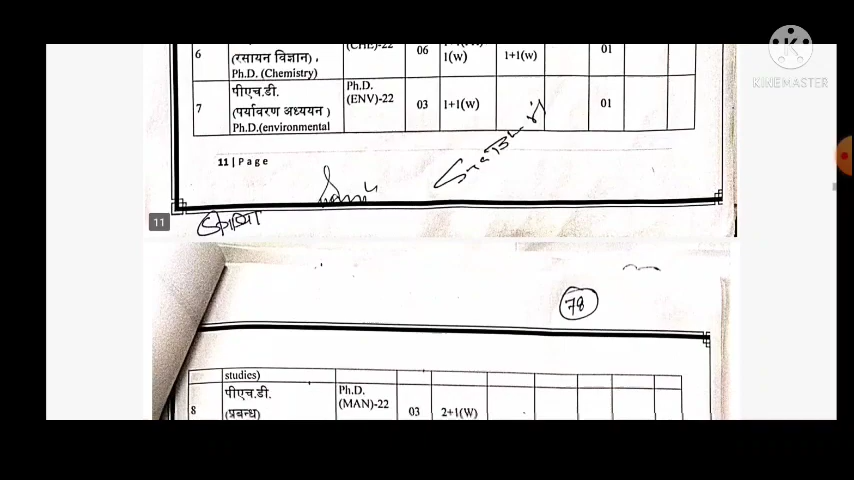 KINEMASTER
(CHE)-22
6 (रसायन विज्ञान) , 06 1(w) 1+1(w) 01
Ph.D. (Chemistry)
पीएच.डी. Ph.D.
7 (पर्यावरण अध्ययन ) (ENV)-22 03 1+1(w) 01
Ph.D.(environmental
11 | P a g e
11
78
studies)
पीएच.डी. Ph.D.
8 (प्रबन्ध) (MAN)-22 03 2+1(W)